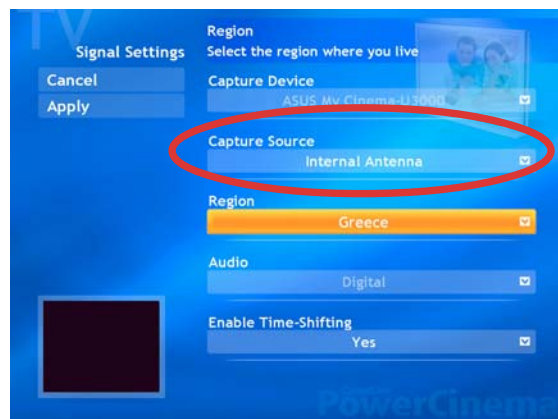 TV
Signal Settings
Cancel
Apply
Region
Select the region where you live
Capture Device
ASUS My Cinema-U3000
Capture Source
Internal Antenna
Region
Greece
Audio
Digital
Enable Time-Shifting
Yes
PowerCinema